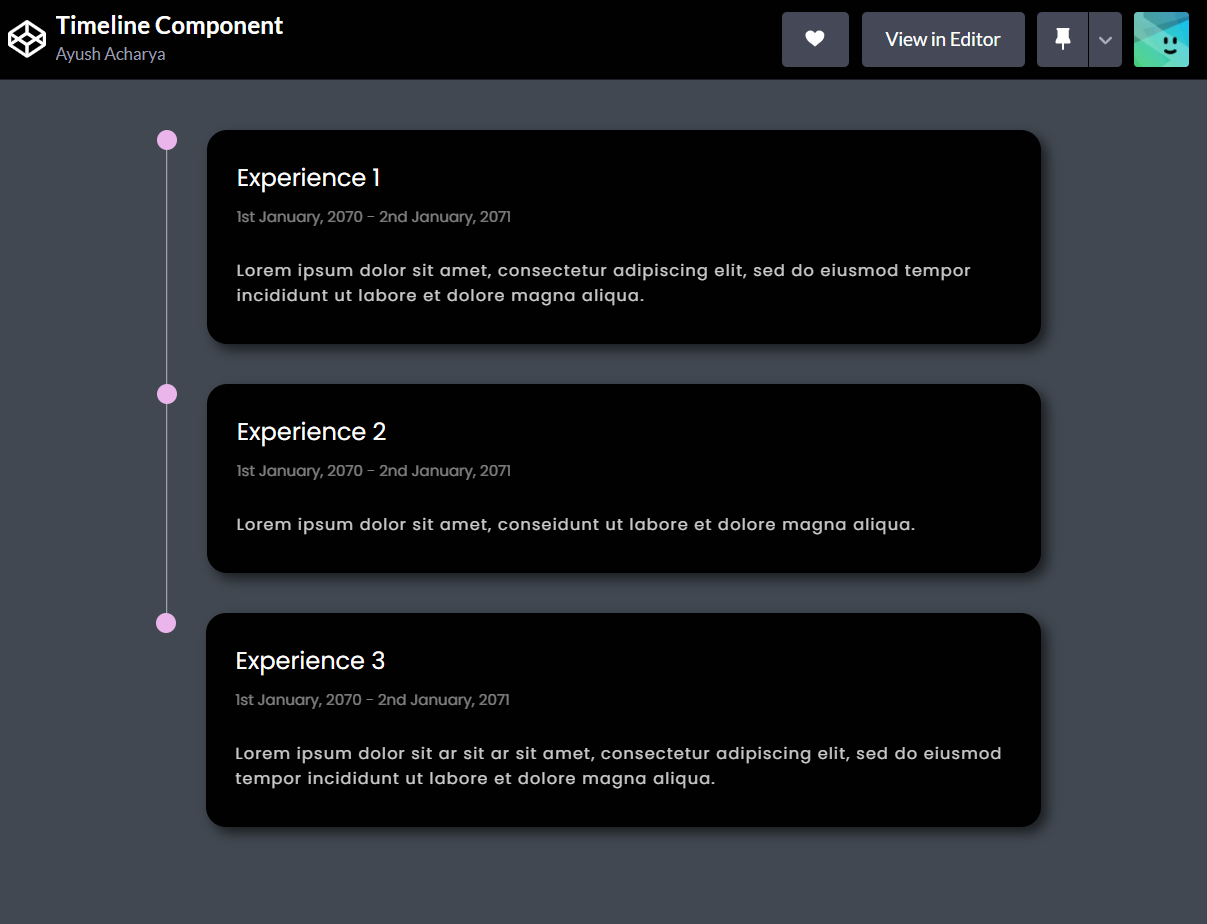 Timeline Component
Ayush Acharya
View in Editor
Experience 1
1st January, 2070 - 2nd January, 2071
Lorem ipsum dolor sit amet, consectetur adipiscing elit, sed do eiusmod tempor
incididunt ut labore et dolore magna aliqua.
Experience 2
1st January, 2070 - 2nd January, 2071
Lorem ipsum dolor sit amet, conseidunt ut labore et dolore magna aliqua.
Experience 3
1st January, 2070 - 2nd January, 2071
Lorem ipsum dolor sit ar sit ar sit amet, consectetur adipiscing elit, sed do eiusmod
tempor incididunt ut labore et dolore magna aliqua.